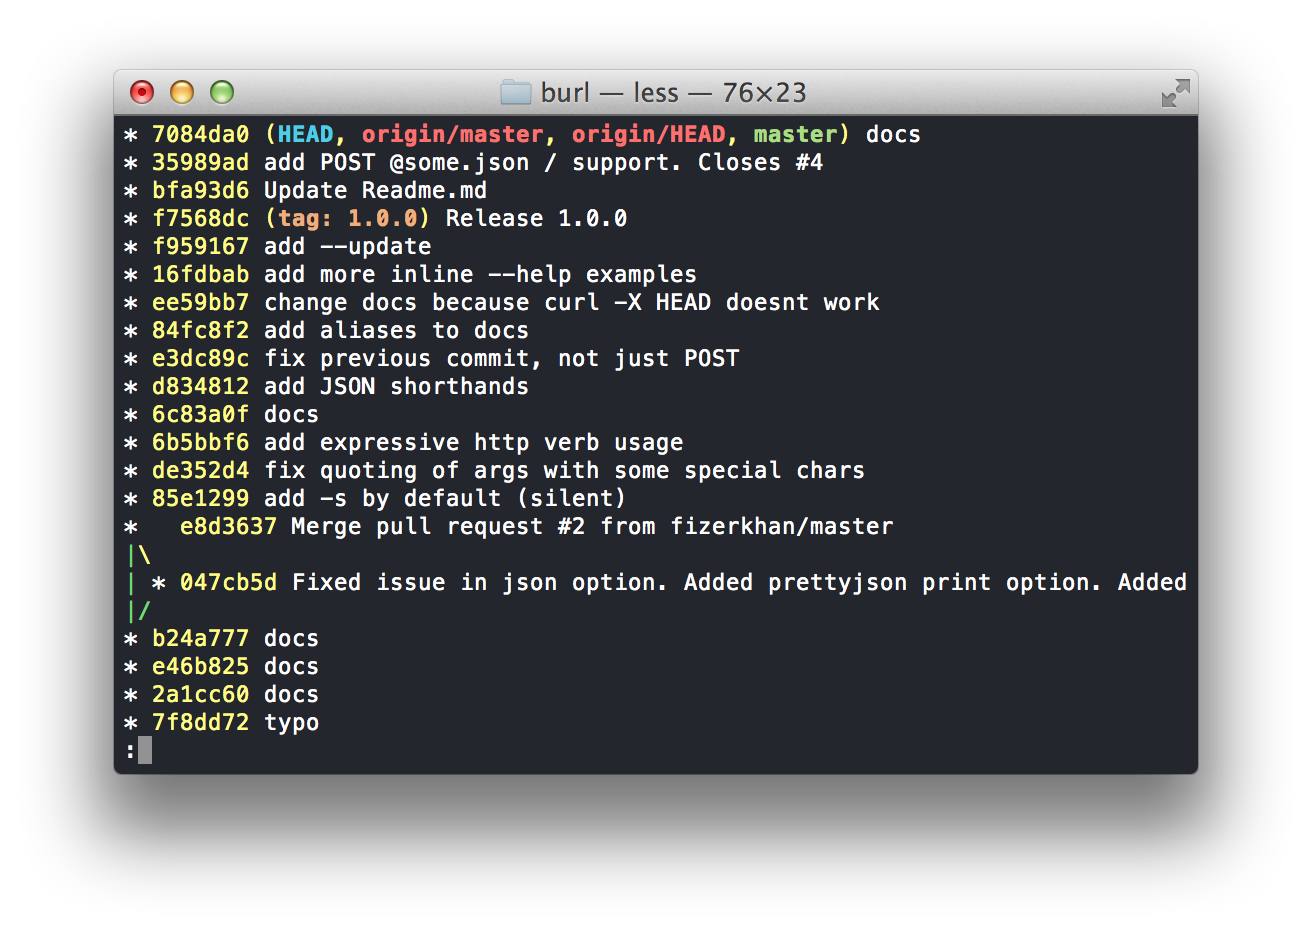 burl — less — 76×23
* 7084da0 (HEAD, origin/master, origin/HEAD, master) docs
* 35989ad add POST @some.json / support. Closes #4
* bfa93d6 Update Readme.md
* f7568dc (tag: 1.0.0) Release 1.0.0
* f959167 add --update
* 16fdbab add more inline --help examples
* ee59bb7 change docs because curl -X HEAD doesnt work
* 84fc8f2 add aliases to docs
* e3dc89c fix previous commit, not just POST
* d834812 add JSON shorthands
* 6c83a0f docs
* 6b5bbf6 add expressive http verb usage
* de352d4 fix quoting of args with some special chars
* 85e1299 add -s by default (silent)
*   e8d3637 Merge pull request #2 from fizerkhan/master
|\
| * 047cb5d Fixed issue in json option. Added prettyjson print option. Added
|/
* b24a777 docs
* e46b825 docs
* 2a1cc60 docs
* 7f8dd72 typo
: